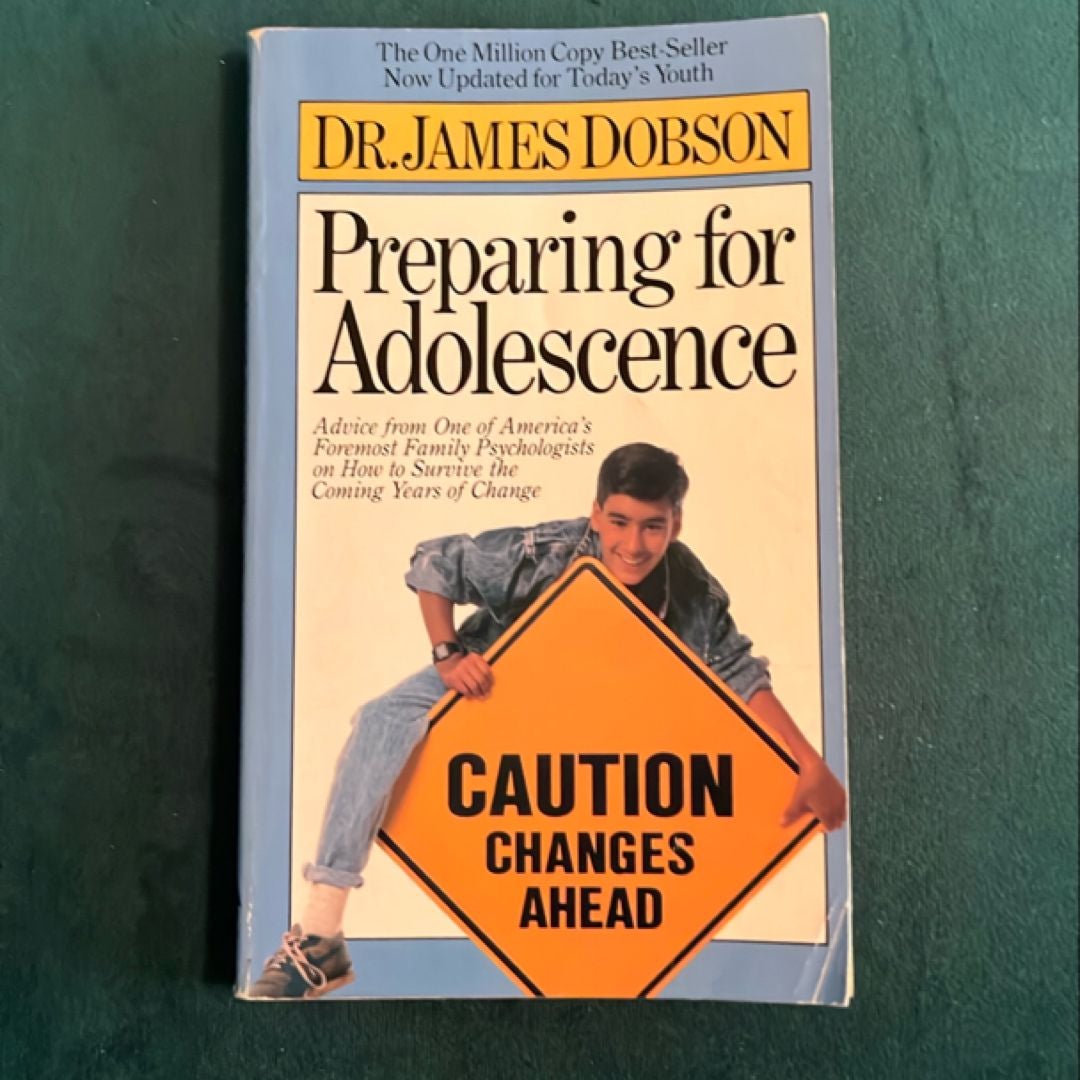 The One Million Copy Best-Seller
Now Updated for Today's Youth
DR. JAMES DOBSON
Preparing for
Adolescence
Advice from One of America's
Foremost Family Psychologists
on How to Survive the
Coming Years of Change
CAUTION
CHANGES
AHEAD